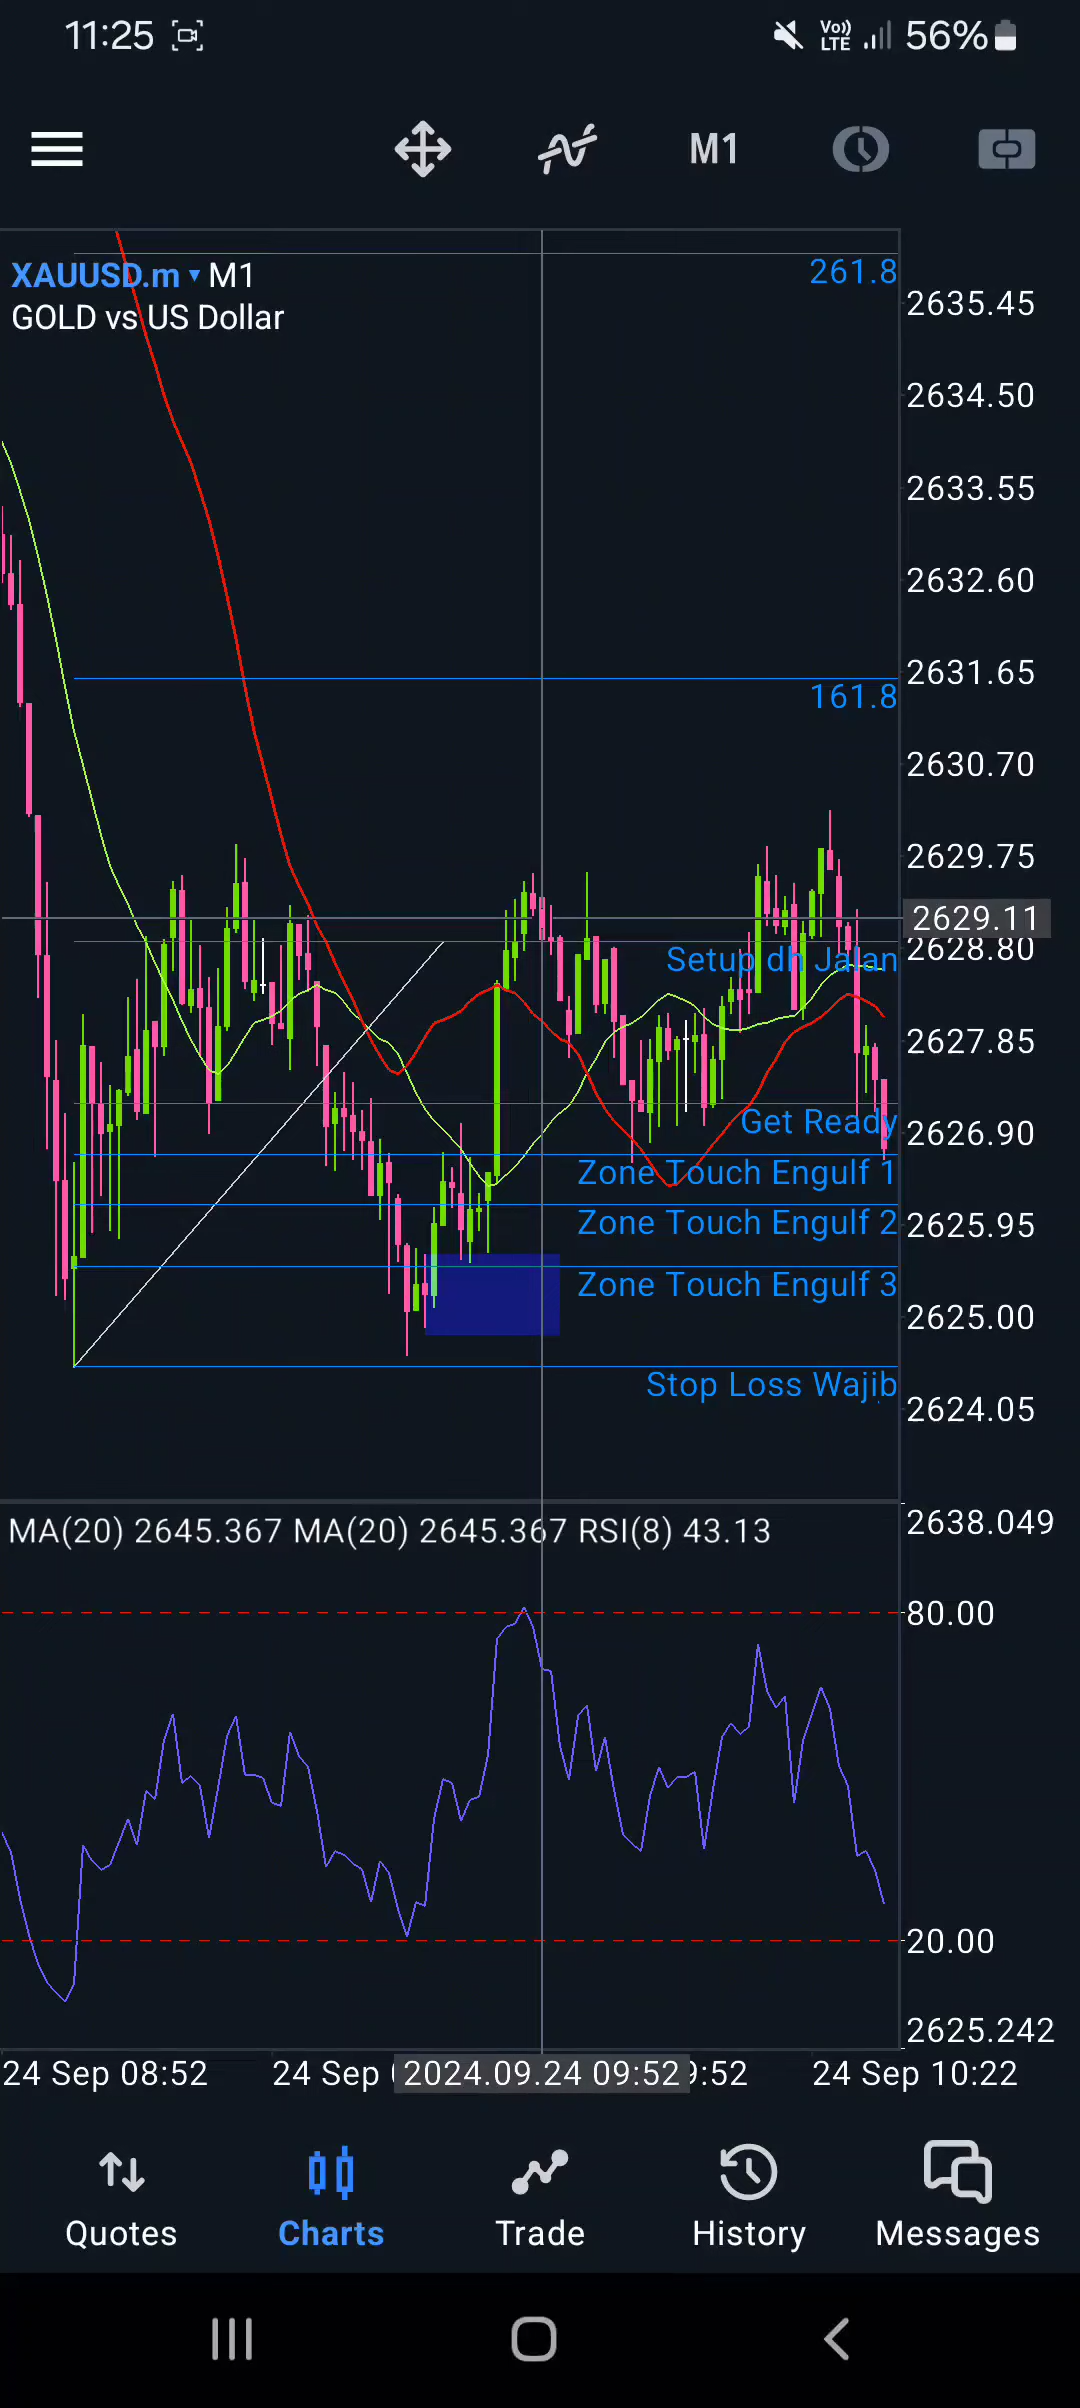 11:25
Vo)) LTE 56%
M1
XAUUSD.m ▾ M1
GOLD vs US Dollar
261.8
2635.45
2634.50
2633.55
2632.60
2631.65
161.8
2630.70
2629.75
2629.11
2628.80
Setup dh Jalan
2627.85
Get Ready
2626.90
Zone Touch Engulf 1
Zone Touch Engulf 2
2625.95
Zone Touch Engulf 3
2625.00
Stop Loss Wajib
2624.05
MA(20) 2645.367 MA(20) 2645.367 RSI(8) 43.13
2638.049
80.00
20.00
2625.242
24 Sep 08:52 24 Sep 2024.09.24 09:52 9:52 24 Sep 10:22
Quotes Charts Trade History Messages